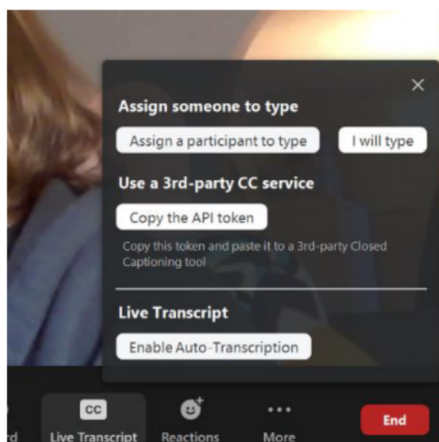 Assign someone to type
Assign a participant to type I will type
Use a 3rd-party CC service
Copy the API token
Copy this token and paste it to a 3rd-party Closed
Captioning tool
Live Transcript
Enable Auto-Transcription
CC
End
Live Transcript Reactions More